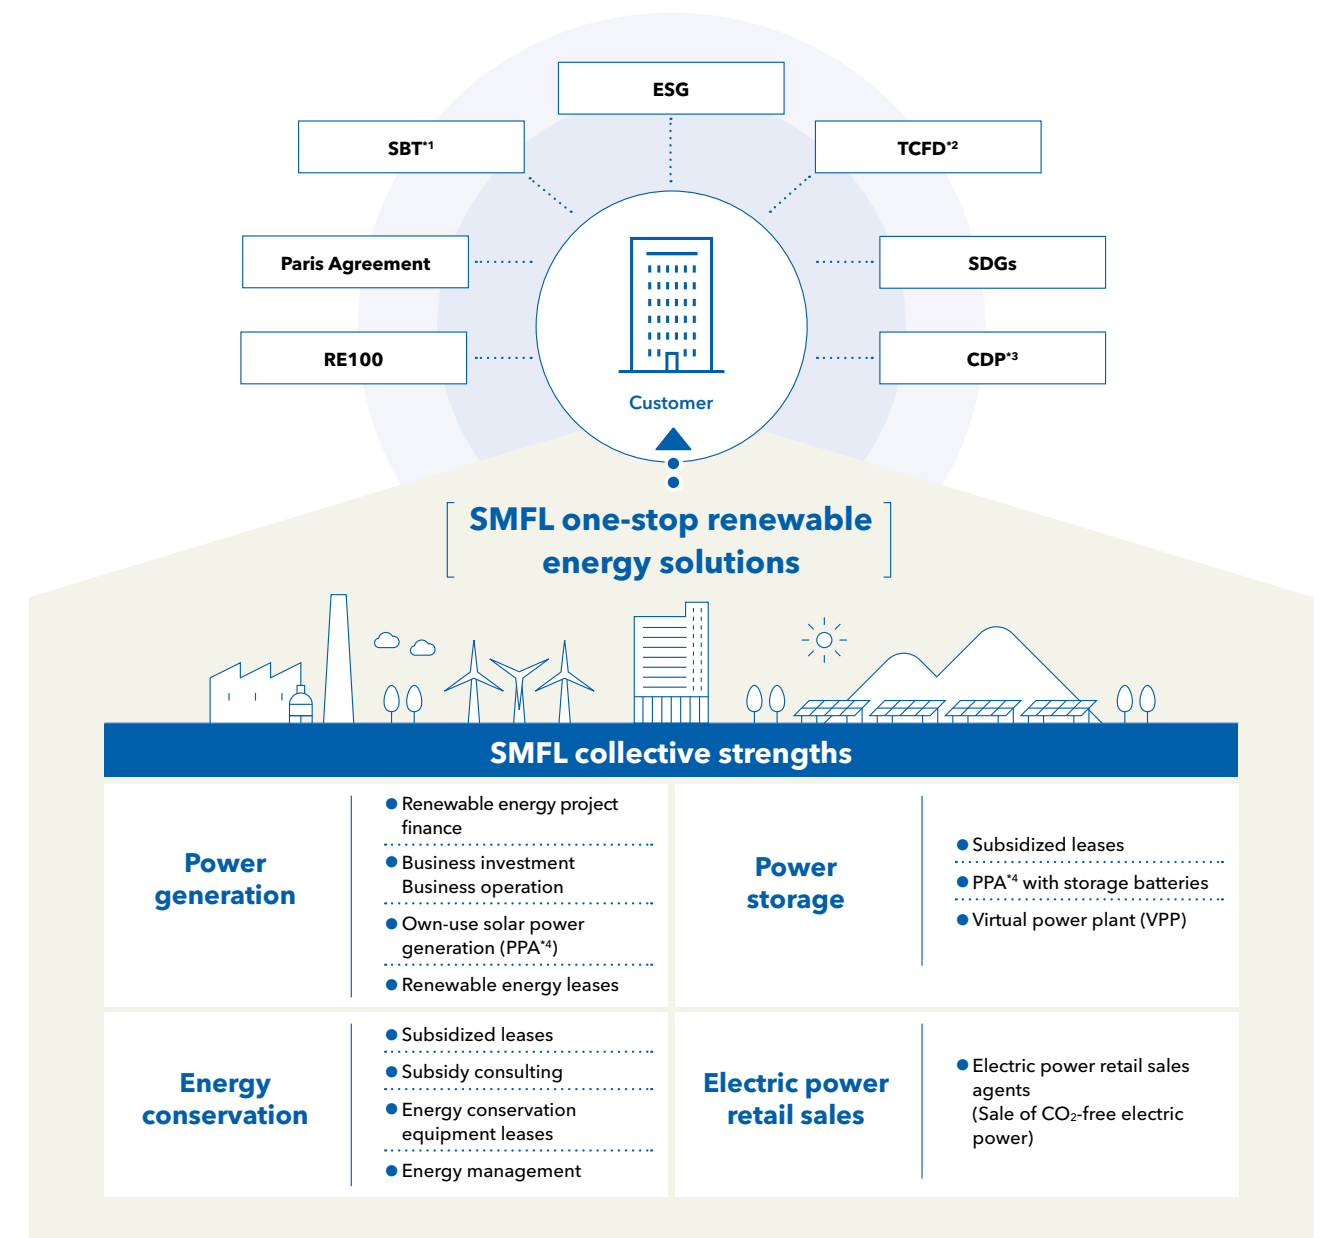 ESG
SBT*1
TCFD*2
Paris Agreement
SDGs
RE100
CDP*3
Customer
SMFL one-stop renewable
energy solutions
SMFL collective strengths
Power
generation
● Renewable energy project
finance
● Business investment
Business operation
● Own-use solar power
generation (PPA*4)
● Renewable energy leases
Power
storage
● Subsidized leases
● PPA*4 with storage batteries
● Virtual power plant (VPP)
Energy
conservation
● Subsidized leases
● Subsidy consulting
● Energy conservation
equipment leases
● Energy management
Electric power
retail sales
● Electric power retail sales
agents
(Sale of CO₂-free electric
power)